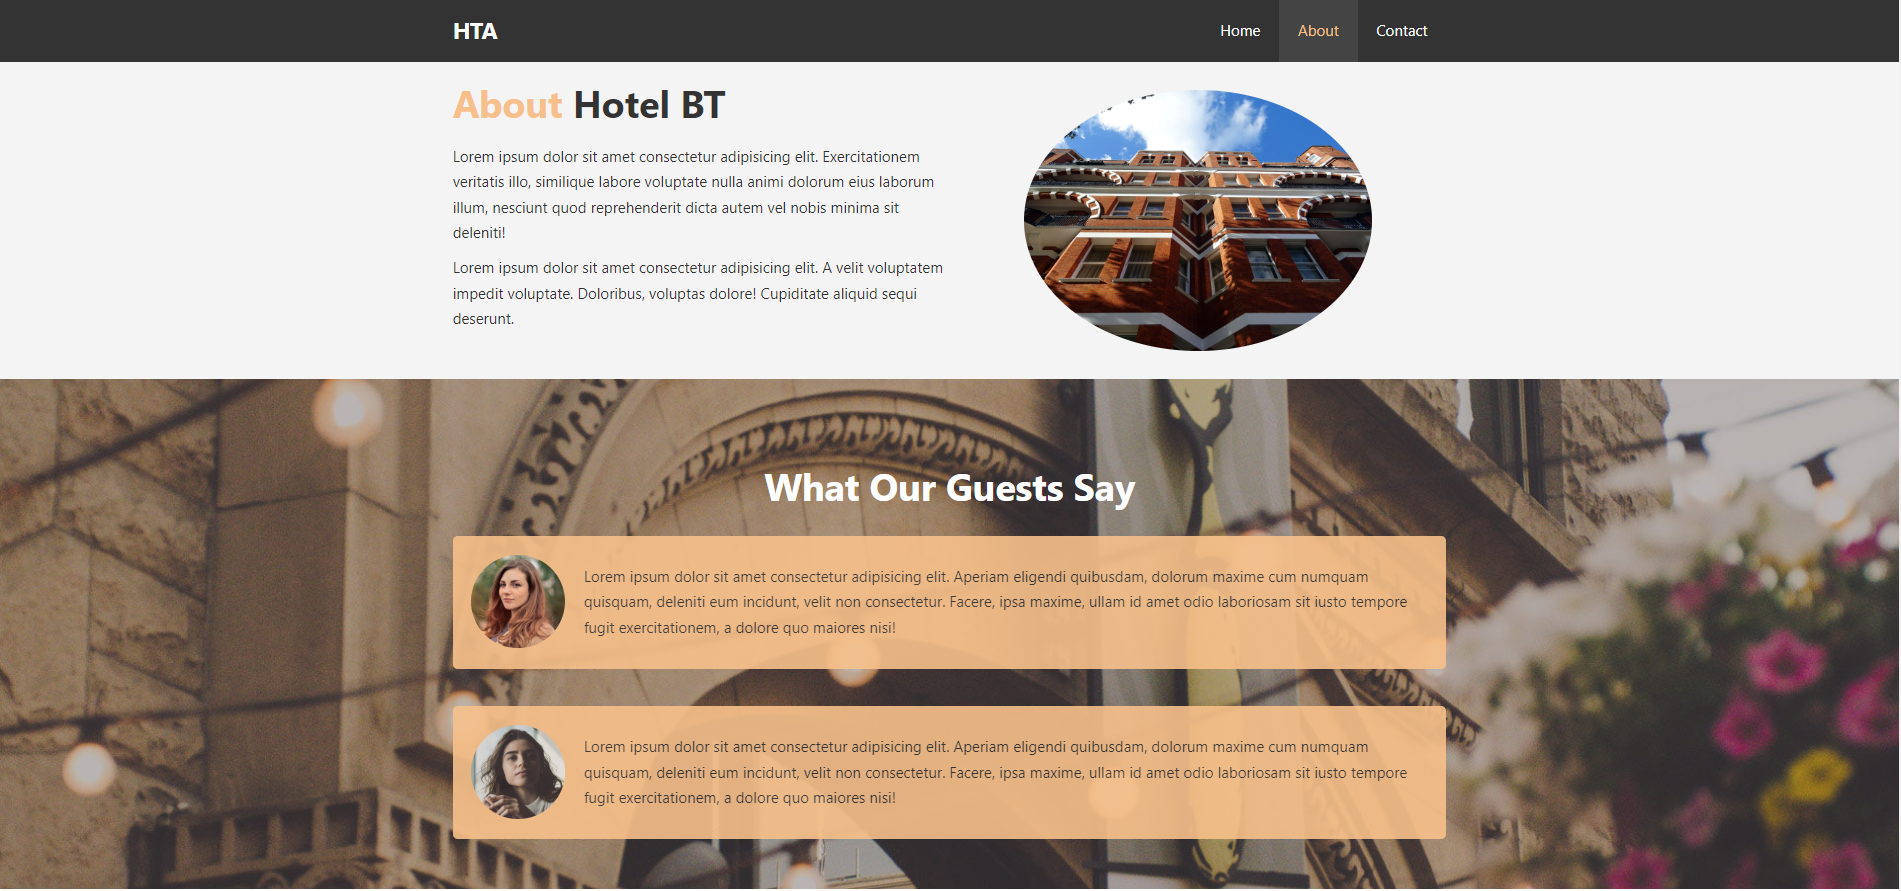 HTA
Home
About
Contact
About Hotel BT
Lorem ipsum dolor sit amet consectetur adipisicing elit. Exercitationem
veritatis illo, similique labore voluptate nulla animi dolorum eius laborum
illum, nesciunt quod reprehenderit dicta autem vel nobis minima sit
deleniti!
Lorem ipsum dolor sit amet consectetur adipisicing elit. A velit voluptatem
impedit voluptate. Doloribus, voluptas dolore! Cupiditate aliquid sequi
deserunt.
What Our Guests Say
Lorem ipsum dolor sit amet consectetur adipisicing elit. Aperiam eligendi quibusdam, dolorum maxime cum numquam
quisquam, deleniti eum incidunt, velit non consectetur. Facere, ipsa maxime, ullam id amet odio laboriosam sit iusto tempore
fugit exercitationem, a dolore quo maiores nisi!
Lorem ipsum dolor sit amet consectetur adipisicing elit. Aperiam eligendi quibusdam, dolorum maxime cum numquam
quisquam, deleniti eum incidunt, velit non consectetur. Facere, ipsa maxime, ullam id amet odio laboriosam sit iusto tempore
fugit exercitationem, a dolore quo maiores nisi!